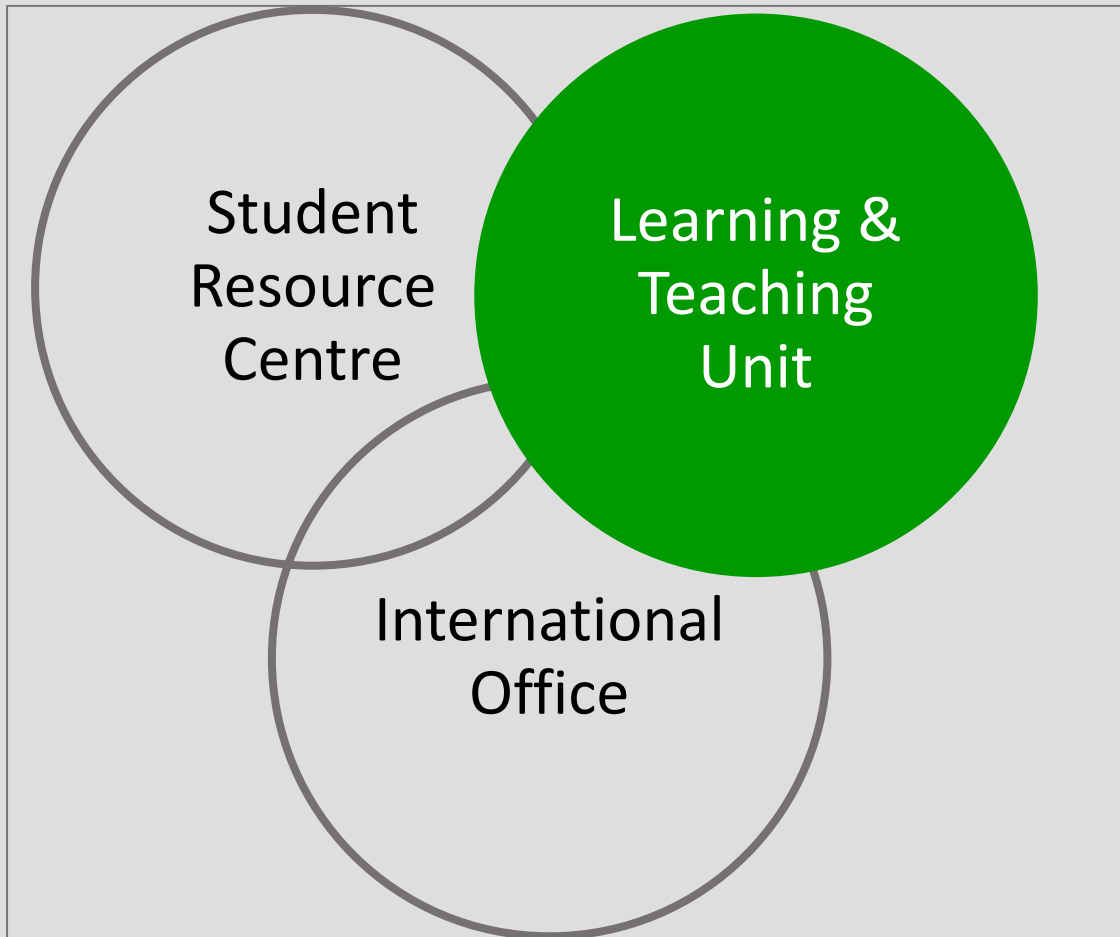 Student
Resource
Centre
Learning &
Teaching
Unit
International
Office